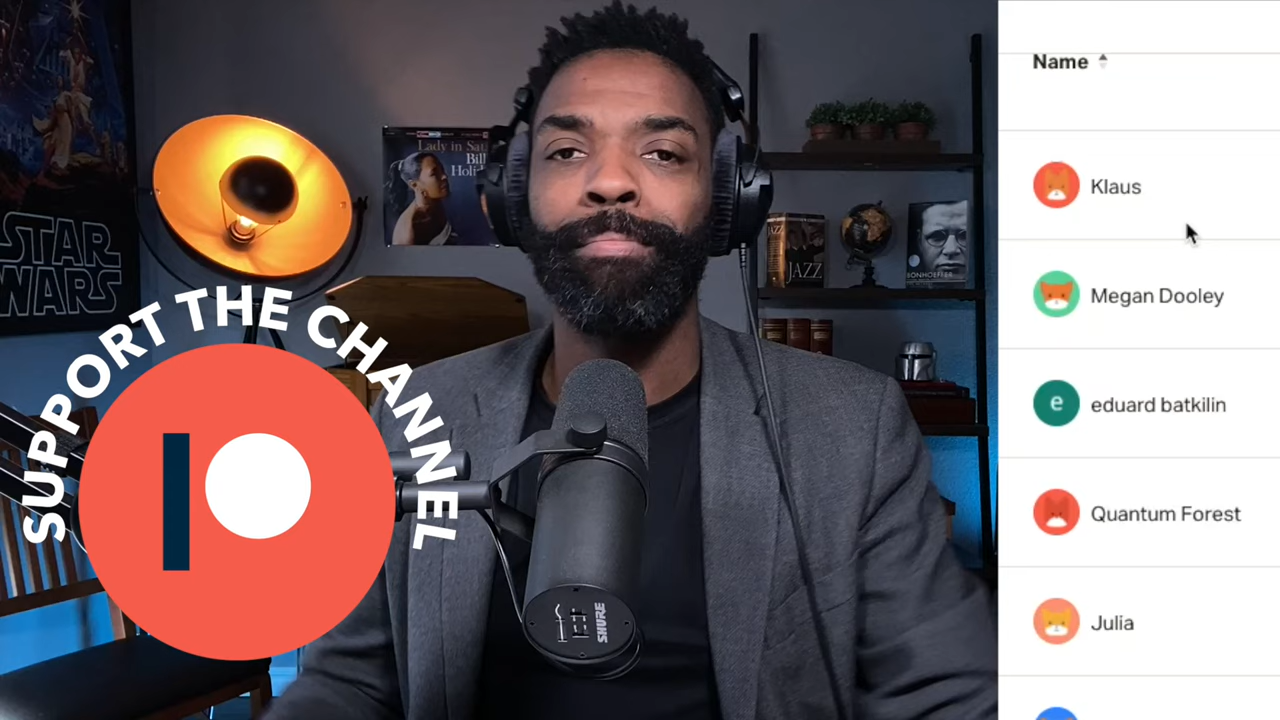 STAR
WARS
Lady in Sat
Bill
Holi
SUPPORT THE CHANNEL
JAZZ
JAZZ
BONHOEFFER
SHURE
Name
Klaus
Megan Dooley
e
eduard batkilin
Quantum Forest
Julia